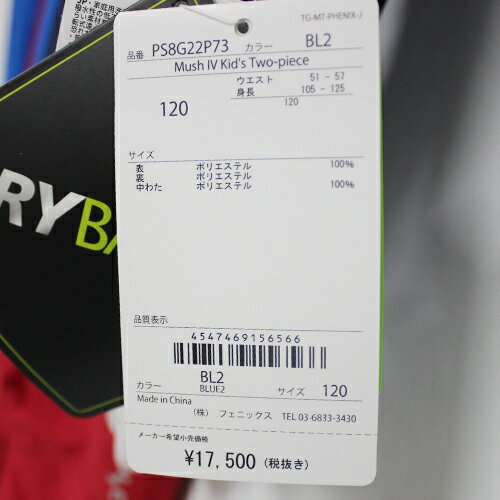 TG-MT-PHENIX-J
品番 PS8G22P73 カラー BL2
Mush IV Kid's Two-piece
120
ウエスト 51 - 57
身長 105 - 125
120
サイズ
表 ポリエステル 100%
裏 ポリエステル
中わた ポリエステル 100%
品質表示
4547469156566
カラー BL2 サイズ 120
BLUE2
Made in China
(株) フェニックス TEL 03-6833-3430
メーカー希望小売価格
¥17,500 (税抜き)
RYB